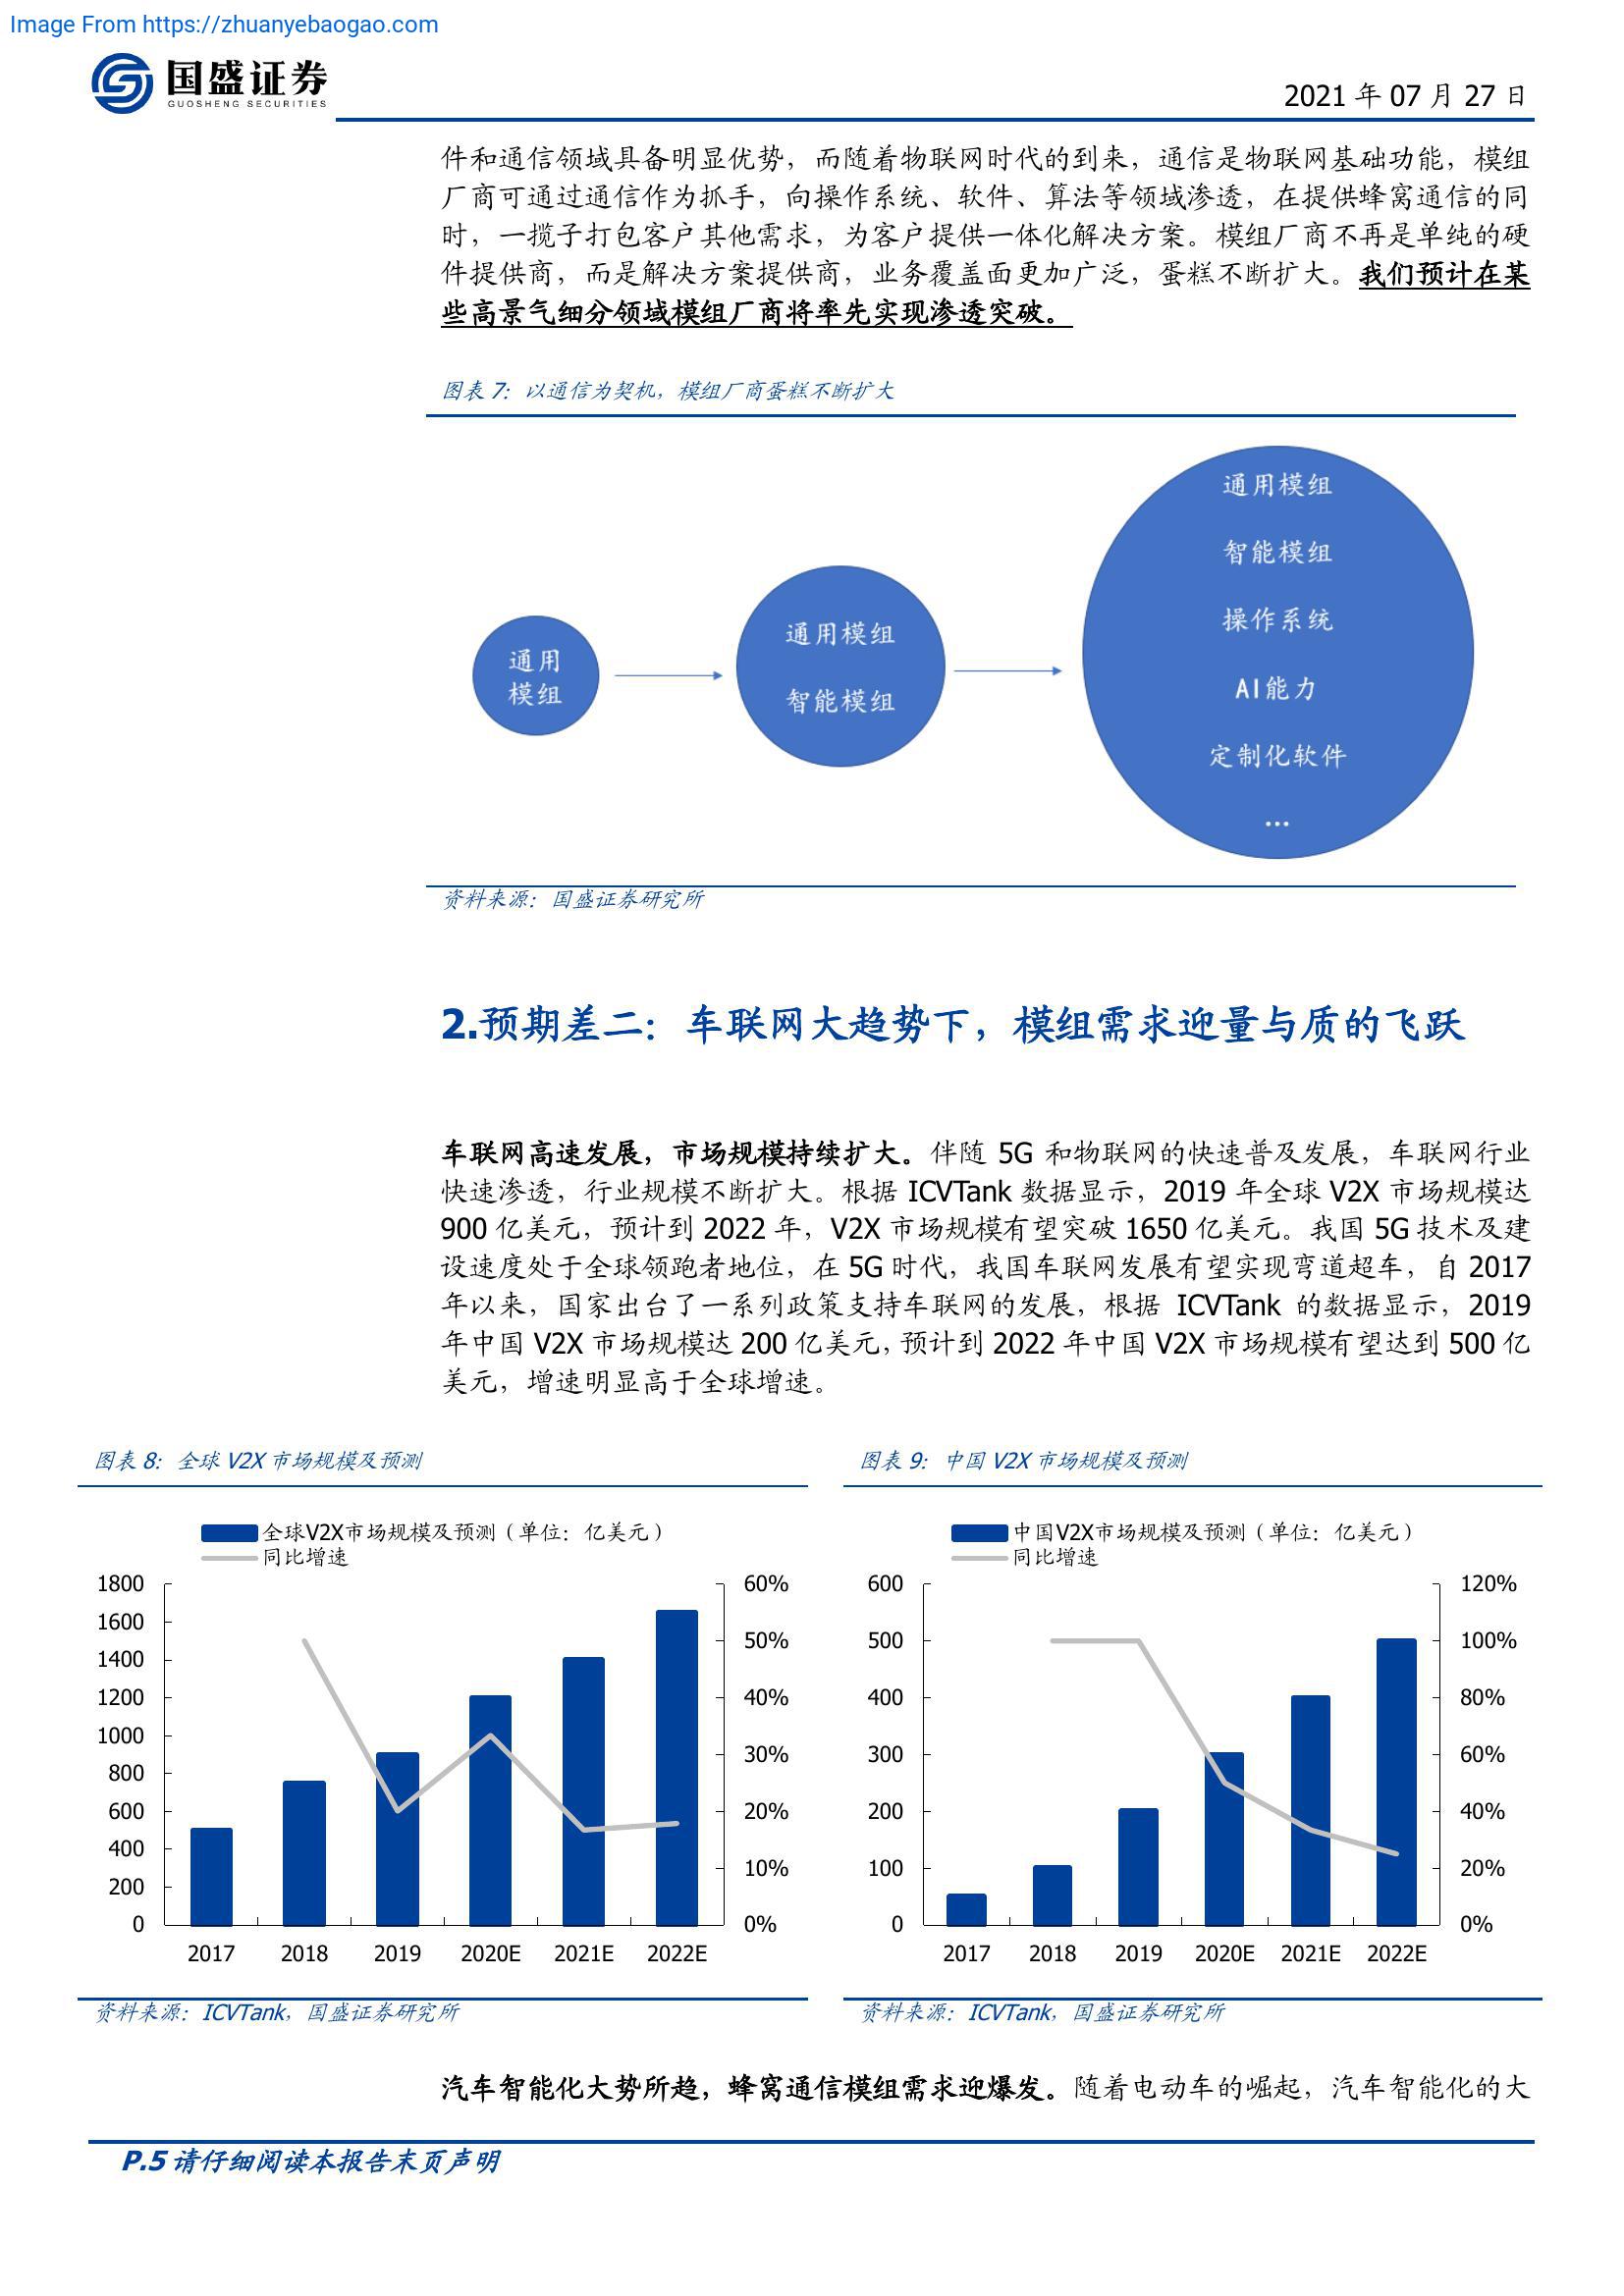 Image From https://zhuanyebaogao.com
国盛证券
GUOSHENG SECURITIES
2021 年 07 月 27 日
件和通信领域具备明显优势，而随着物联网时代的到来，通信是物联网基础功能，模组
厂商可通过通信作为抓手，向操作系统、软件、算法等领域渗透，在提供蜂窝通信的同
时，一揽子打包客户其他需求，为客户提供一体化解决方案。模组厂商不再是单纯的硬
件提供商，而是解决方案提供商，业务覆盖面更加广泛，蛋糕不断扩大。我们预计在某
些高景气细分领域模组厂商将率先实现渗透突破。
图表 7：以通信为契机，模组厂商蛋糕不断扩大
通用
模组
通用模组
智能模组
通用模组
智能模组
操作系统
AI能力
定制化软件
...
资料来源：国盛证券研究所
2.预期差二：车联网大趋势下，模组需求迎量与质的飞跃
车联网高速发展，市场规模持续扩大。伴随 5G 和物联网的快速普及发展，车联网行业
快速渗透，行业规模不断扩大。根据 ICVTank 数据显示，2019 年全球 V2X 市场规模达
900 亿美元，预计到 2022 年，V2X 市场规模有望突破 1650 亿美元。我国 5G 技术及建
设速度处于全球领跑者地位，在 5G 时代，我国车联网发展有望实现弯道超车，自 2017
年以来，国家出台了一系列政策支持车联网的发展，根据 ICVTank 的数据显示，2019
年中国 V2X 市场规模达 200 亿美元，预计到 2022 年中国 V2X 市场规模有望达到 500 亿
美元，增速明显高于全球增速。
图表 8：全球 V2X 市场规模及预测
全球V2X市场规模及预测（单位：亿美元）
同比增速
1800
1600
1400
1200
1000
800
600
400
200
0
60%
50%
40%
30%
20%
10%
0%
2017 2018 2019 2020E 2021E 2022E
资料来源：ICVTank，国盛证券研究所
图表 9：中国 V2X 市场规模及预测
中国V2X市场规模及预测（单位：亿美元）
同比增速
600
500
400
300
200
100
0
120%
100%
80%
60%
40%
20%
0%
2017 2018 2019 2020E 2021E 2022E
资料来源：ICVTank，国盛证券研究所
汽车智能化大势所趋，蜂窝通信模组需求迎爆发。随着电动车的崛起，汽车智能化的大
P.5 请仔细阅读本报告末页声明